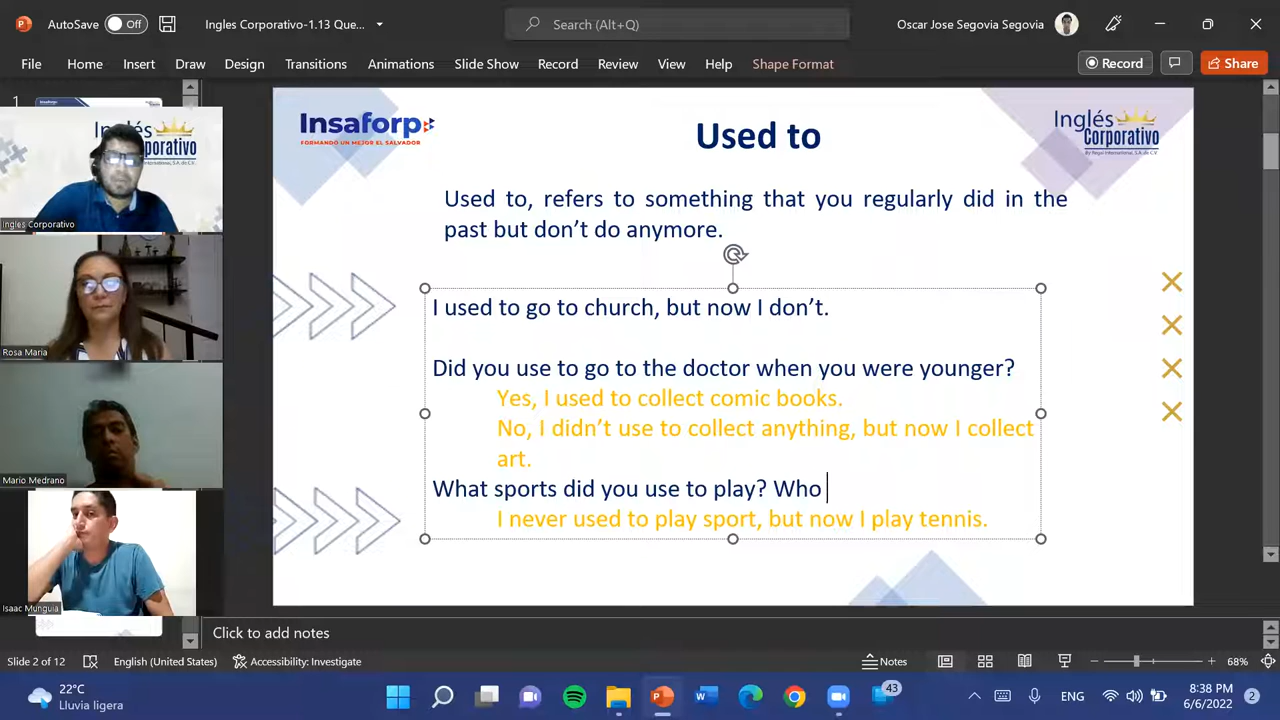 AutoSave Off Ingles Corporativo-1.13 Que... Search (Alt+Q) Oscar Jose Segovia Segovia
File Home Insert Draw Design Transitions Animations Slide Show Record Review View Help Shape Format Record Share
1
Insaforp
FORMANDO UN MEJOR EL SALVADOR
Inglés
Corporativo
Used to
Used to, refers to something that you regularly did in the
past but don’t do anymore.
I used to go to church, but now I don’t.
Did you use to go to the doctor when you were younger?
Yes, I used to collect comic books.
No, I didn’t use to collect anything, but now I collect
art.
What sports did you use to play? Who
I never used to play sport, but now I play tennis.
Inglés
porativo
Ingles Corporativo
Rosa Maria
Mario Medrano
Isaac Munguia
Click to add notes
Slide 2 of 12 English (United States) Accessibility: Investigate Notes 68%
22°C
Lluvia ligera
43
ENG
8:38 PM
6/6/2022
2